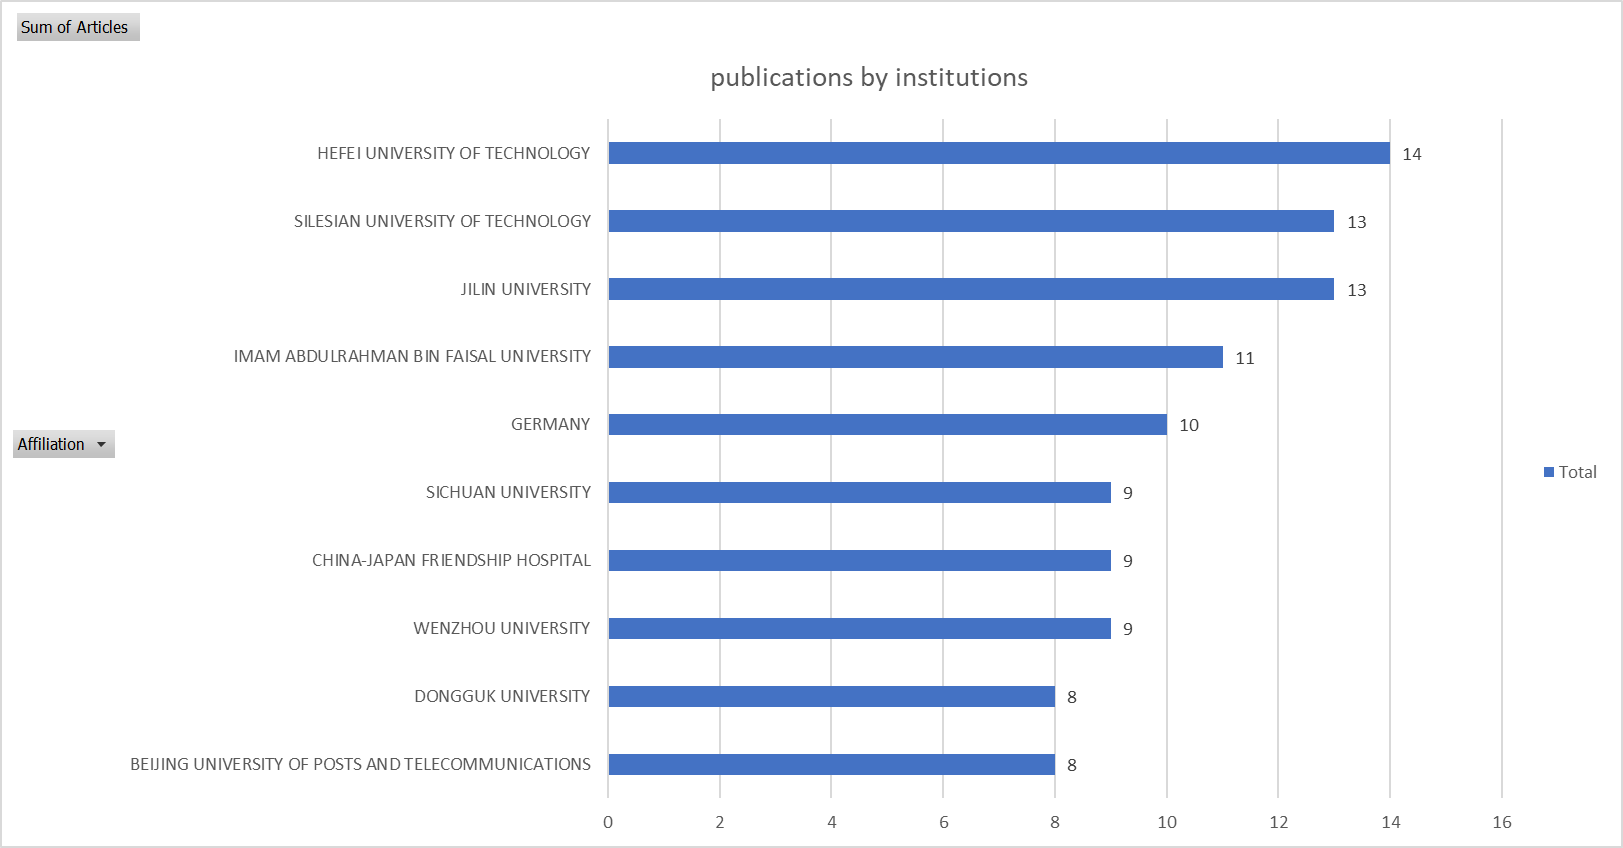 Sum of Articles
publications by institutions
HEFEI UNIVERSITY OF TECHNOLOGY 14
SILESIAN UNIVERSITY OF TECHNOLOGY 13
JILIN UNIVERSITY 13
IMAM ABDULRAHMAN BIN FAISAL UNIVERSITY 11
GERMANY 10
Affiliation
SICHUAN UNIVERSITY 9
CHINA-JAPAN FRIENDSHIP HOSPITAL 9
WENZHOU UNIVERSITY 9
DONGGUK UNIVERSITY 8
BEIJING UNIVERSITY OF POSTS AND TELECOMMUNICATIONS 8
0 2 4 6 8 10 12 14 16
Total